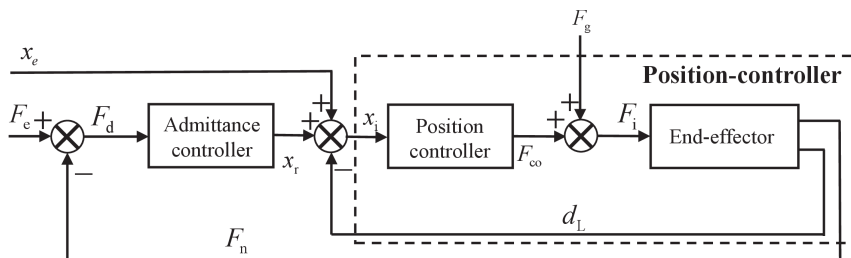 F_g
x_e
Position-controller
F_e + F_d
Admittance
controller
+
+
x_r
x_i
Position
controller
F_co
+
+
F_i
End-effector
−
−
d_L
F_n